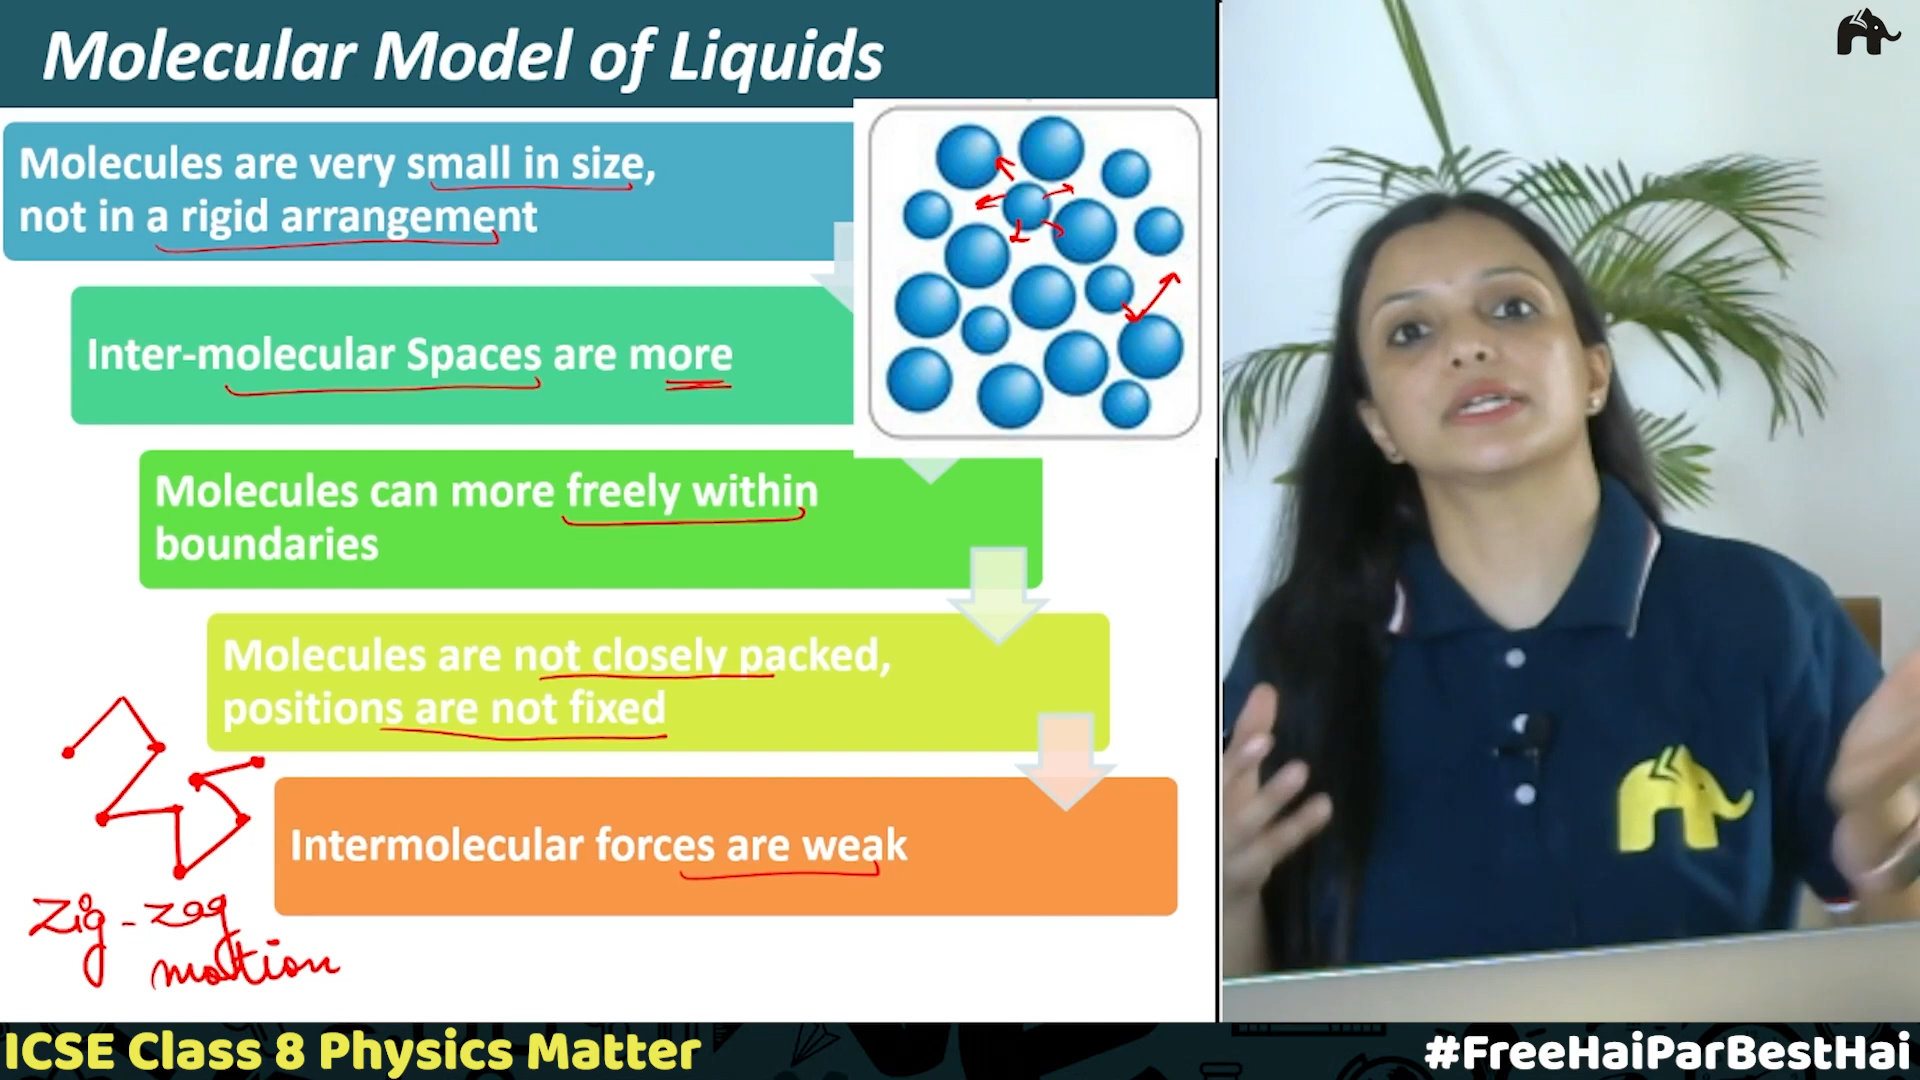 Molecular Model of Liquids
Molecules are very small in size,
not in a rigid arrangement
Inter-molecular Spaces are more
Molecules can more freely within
boundaries
Molecules are not closely packed,
positions are not fixed
Intermolecular forces are weak
Zig-zag
motion
ICSE Class 8 Physics Matter
#FreeHaiParBestHai